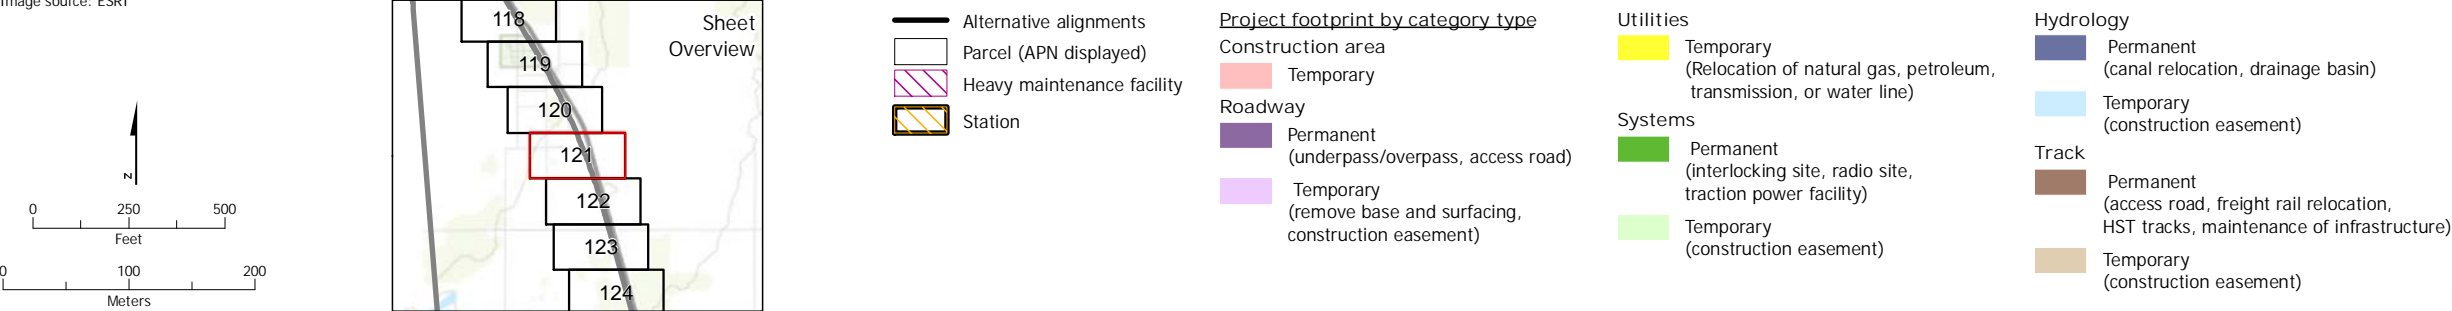 Image source: ESRI
N
0 250 500
Feet
0 100 200
Meters
Sheet
Overview
118
119
120
121
122
123
124
Alternative alignments
Parcel (APN displayed)
Heavy maintenance facility
Station
Project footprint by category type
Construction area
Temporary
Roadway
Permanent
(underpass/overpass, access road)
Temporary
(remove base and surfacing,
construction easement)
Utilities
Temporary
(Relocation of natural gas, petroleum,
transmission, or water line)
Systems
Permanent
(interlocking site, radio site,
traction power facility)
Temporary
(construction easement)
Hydrology
Permanent
(canal relocation, drainage basin)
Temporary
(construction easement)
Track
Permanent
(access road, freight rail relocation,
HST tracks, maintenance of infrastructure)
Temporary
(construction easement)